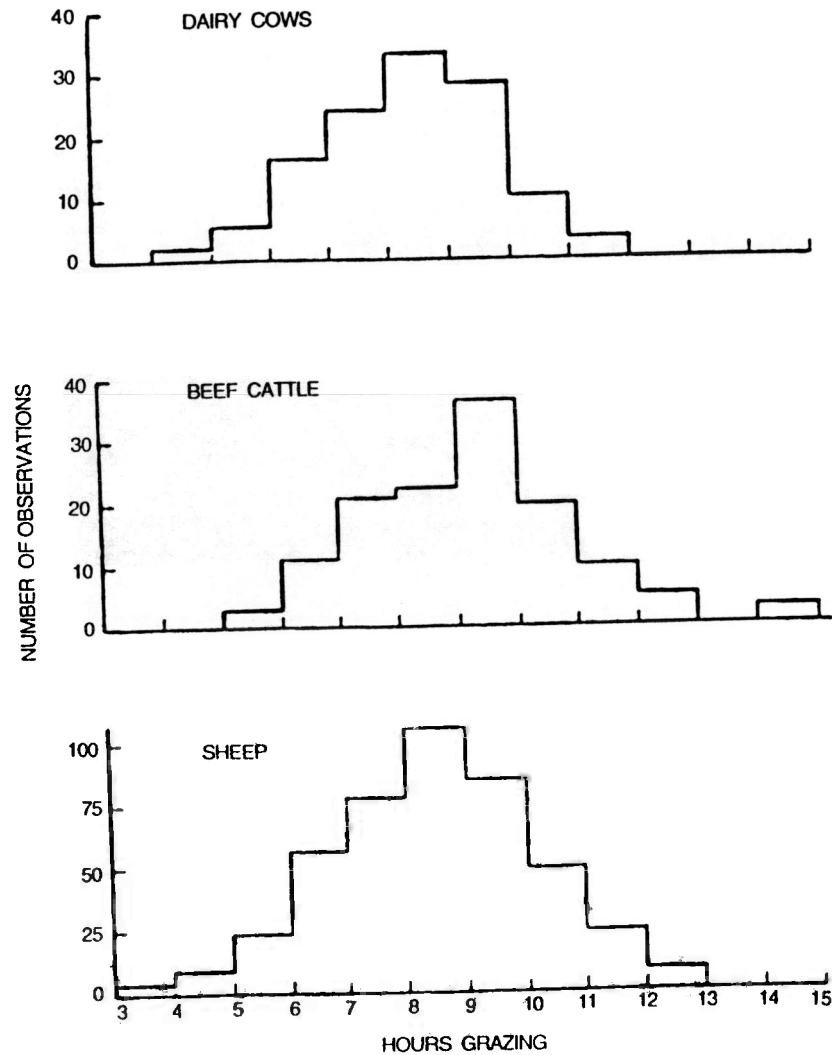 DAIRY COWS
40
30
20
10
0
BEEF CATTLE
40
30
20
10
0
NUMBER OF OBSERVATIONS
SHEEP
100
75
50
25
0
3 4 5 6 7 8 9 10 11 12 13 14 15
HOURS GRAZING